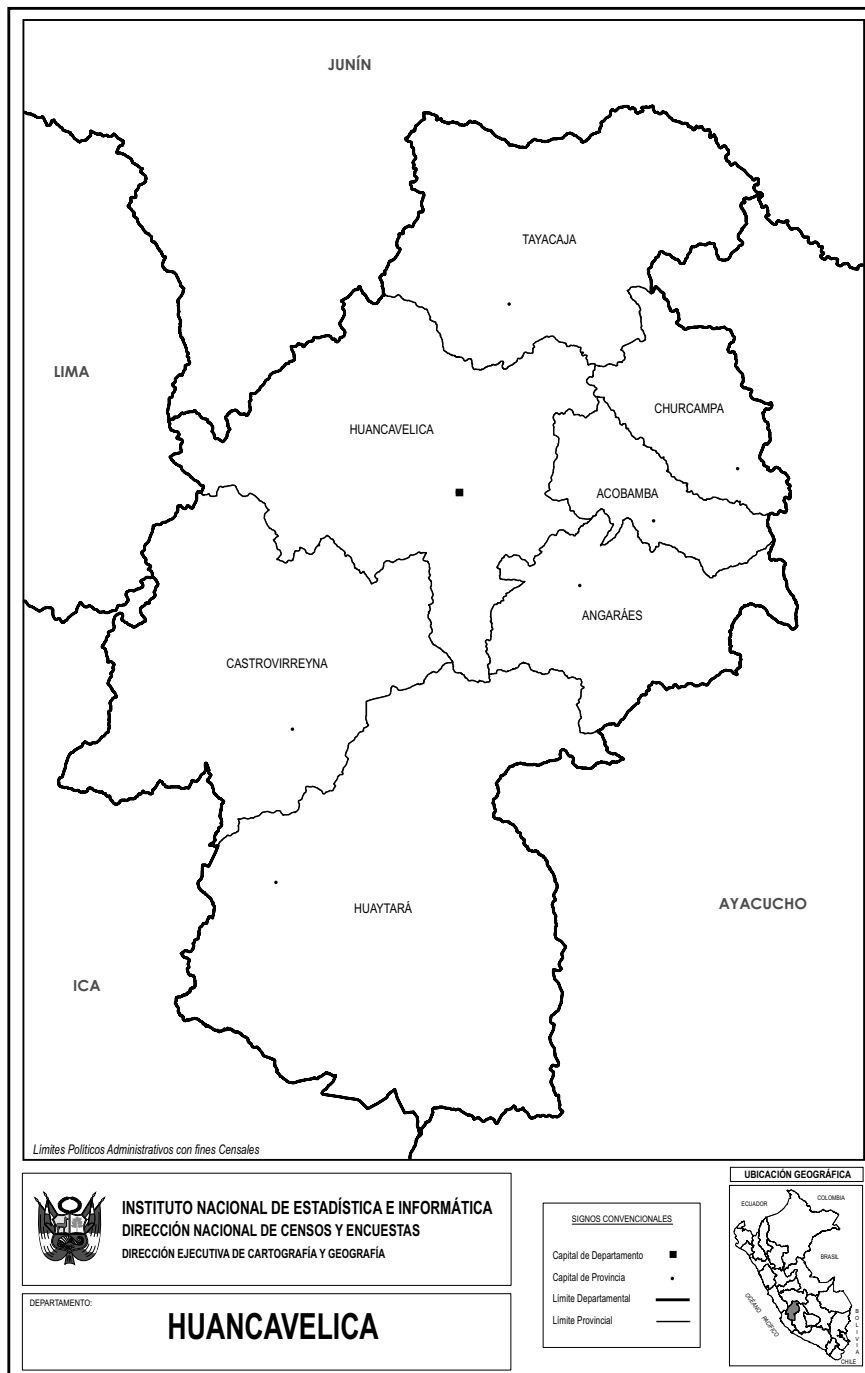 JUNÍN
TAYACAJA
LIMA
CHURCAMPA
HUANCAVELICA
ACOBAMBA
ANGARÁES
CASTROVIRREYNA
AYACUCHO
HUAYTARÁ
ICA
Límites Políticos Administrativos con fines Censales
INSTITUTO NACIONAL DE ESTADÍSTICA E INFORMÁTICA
DIRECCIÓN NACIONAL DE CENSOS Y ENCUESTAS
DIRECCIÓN EJECUTIVA DE CARTOGRAFÍA Y GEOGRAFÍA
DEPARTAMENTO:
HUANCAVELICA
SIGNOS CONVENCIONALES
Capital de Departamento
Capital de Provincia
Límite Departamental
Límite Provincial
UBICACIÓN GEOGRÁFICA
ECUADOR
COLOMBIA
BRASIL
OCÉANO PACÍFICO
BOLIVIA
CHILE